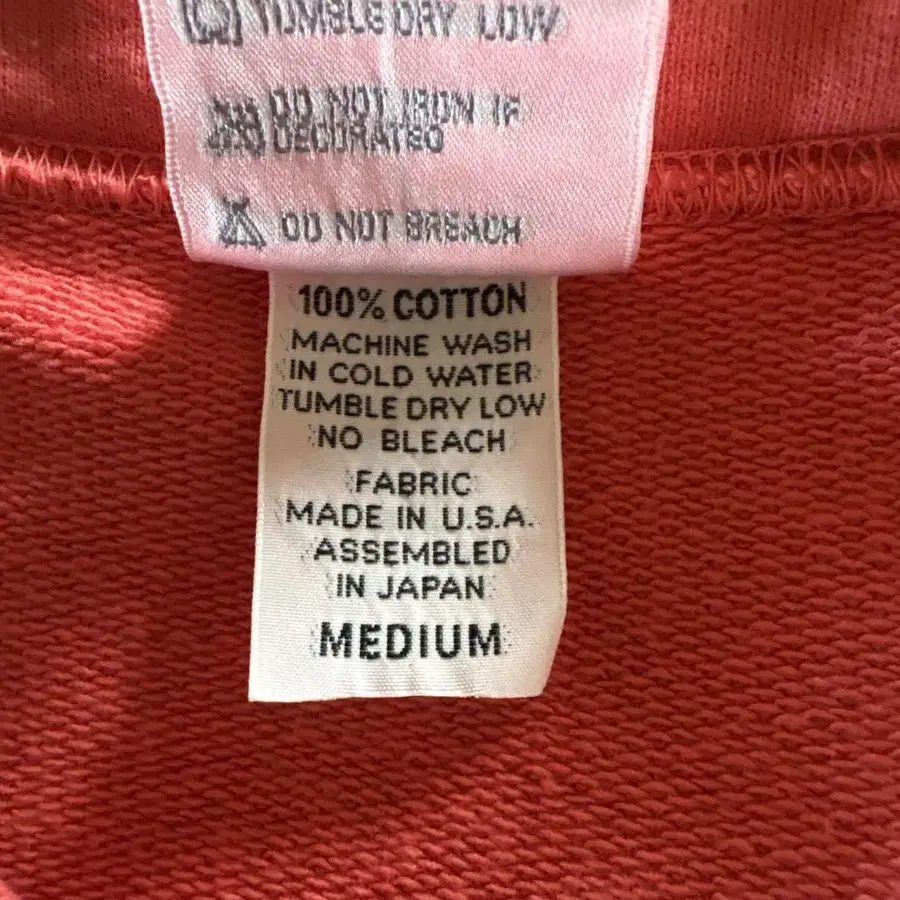 TUMBLE DRY LOW
DO NOT IRON IF
DECORATED
DO NOT BREACH
100% COTTON
MACHINE WASH
IN COLD WATER
TUMBLE DRY LOW
NO BLEACH
FABRIC
MADE IN U.S.A.
ASSEMBLED
IN JAPAN
MEDIUM